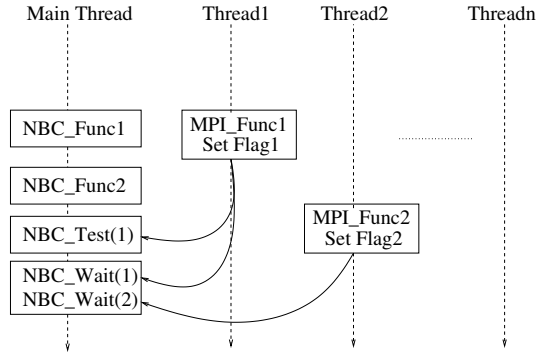 Main Thread
Thread1
Thread2
Threadn
NBC_Func1
MPI_Func1
Set Flag1
NBC_Func2
NBC_Test(1)
MPI_Func2
Set Flag2
NBC_Wait(1)
NBC_Wait(2)